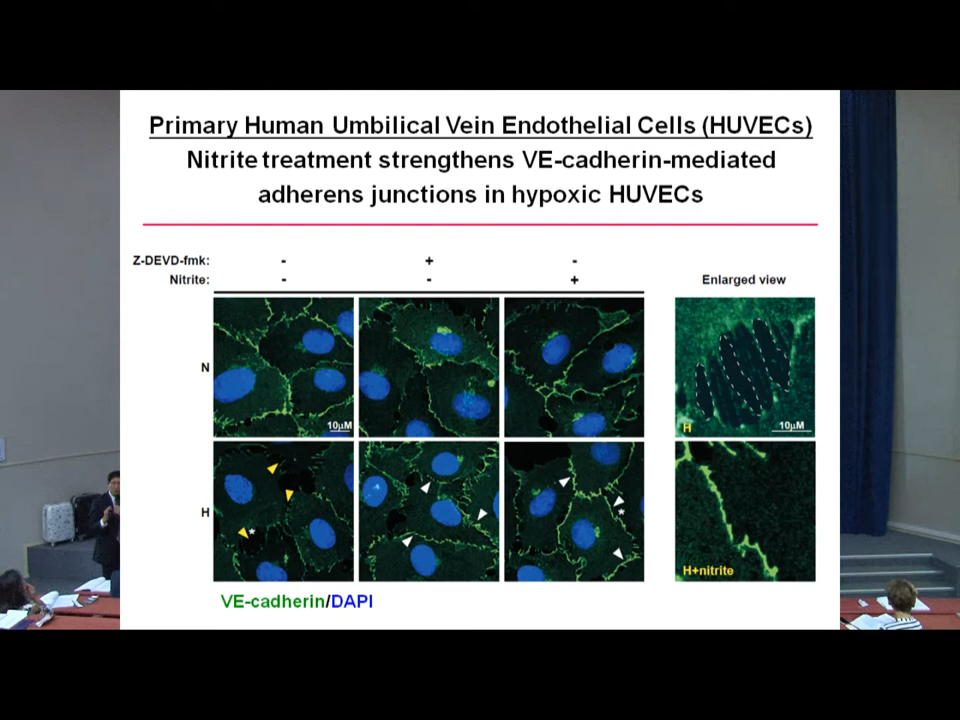 Primary Human Umbilical Vein Endothelial Cells (HUVECs)
Nitrite treatment strengthens VE-cadherin-mediated
adherens junctions in hypoxic HUVECs
Z-DEVD-fmk: - + -
Nitrite: - - +
Enlarged view
N
10μM
H
10μM
H
*
*
H+nitrite
VE-cadherin/DAPI